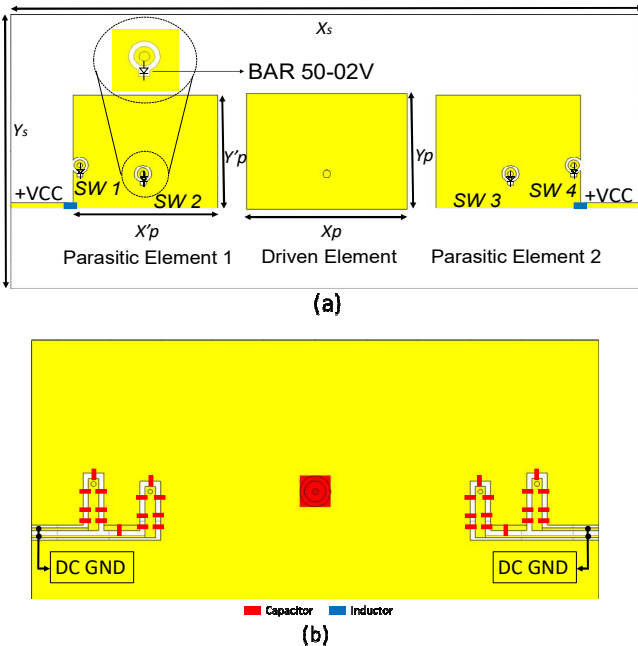 Xs
BAR 50-02V
Ys
Y'p
Yp
+VCC
SW 1
SW 2
SW 3
SW 4
+VCC
X'p
Xp
Parasitic Element 1
Driven Element
Parasitic Element 2
(a)
DC GND
DC GND
Capacitor
Inductor
(b)